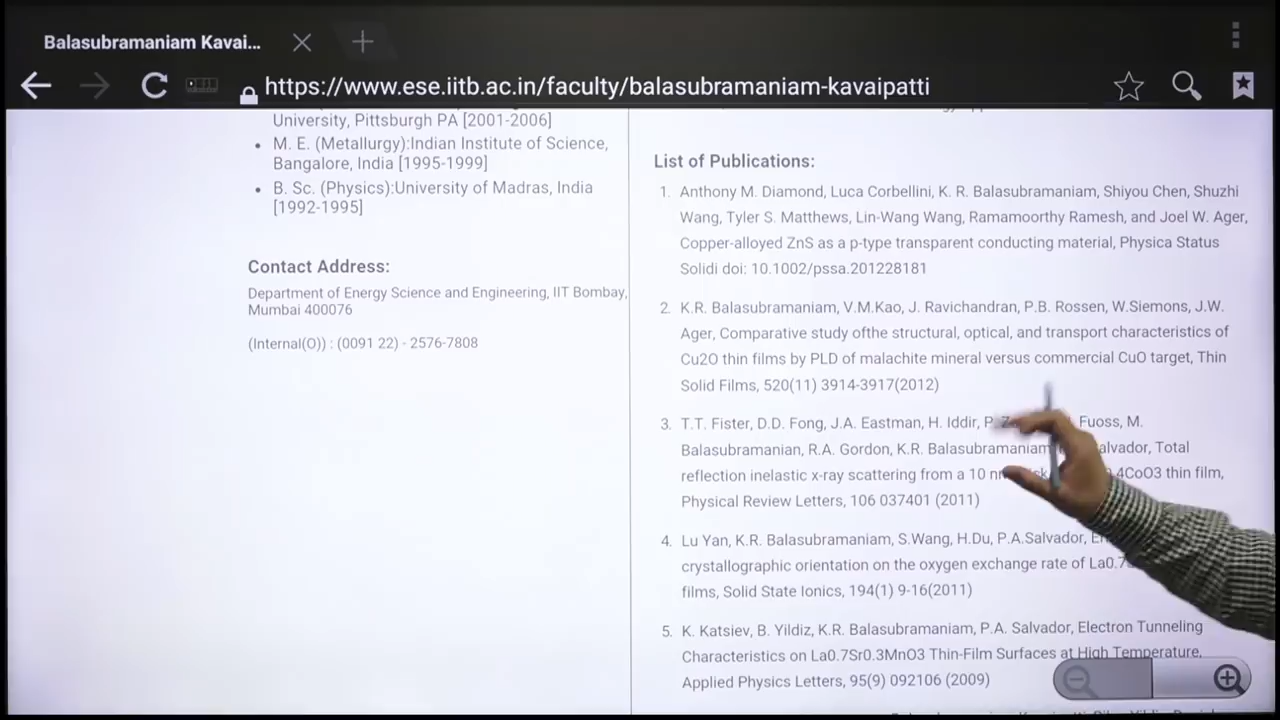 Balasubramaniam Kavai...
https://www.ese.iitb.ac.in/faculty/balasubramaniam-kavaipatti
University, Pittsburgh PA [2001-2006]
• M. E. (Metallurgy):Indian Institute of Science,
Bangalore, India [1995-1999]
• B. Sc. (Physics):University of Madras, India
[1992-1995]
Contact Address:
Department of Energy Science and Engineering, IIT Bombay,
Mumbai 400076
(Internal(O)) : (0091 22) - 2576-7808
List of Publications:
1. Anthony M. Diamond, Luca Corbellini, K. R. Balasubramaniam, Shiyou Chen, Shuzhi
Wang, Tyler S. Matthews, Lin-Wang Wang, Ramamoorthy Ramesh, and Joel W. Ager,
Copper-alloyed ZnS as a p-type transparent conducting material, Physica Status
Solidi doi: 10.1002/pssa.201228181
2. K.R. Balasubramaniam, V.M.Kao, J. Ravichandran, P.B. Rossen, W.Siemons, J.W.
Ager, Comparative study ofthe structural, optical, and transport characteristics of
Cu2O thin films by PLD of malachite mineral versus commercial CuO target, Thin
Solid Films, 520(11) 3914-3917(2012)
3. T.T. Fister, D.D. Fong, J.A. Eastman, H. Iddir, P. Fuoss, M.
Balasubramanian, R.A. Gordon, K.R. Balasubramaniam
reflection inelastic x-ray scattering from a 10 thin film,
Physical Review Letters, 106 037401 (2011)
4. Lu Yan, K.R. Balasubramaniam, S.Wang, H.Du, P.A.Salvador,
crystallographic orientation on the oxygen exchange rate of
films, Solid State Ionics, 194(1) 9-16(2011)
5. K. Katsiev, B. Yildiz, K.R. Balasubramaniam, P.A. Salvador, Electron Tunneling
Characteristics on La0.7Sr0.3MnO3 Thin-Film Surfaces at High Temperature,
Applied Physics Letters, 95(9) 092106 (2009)